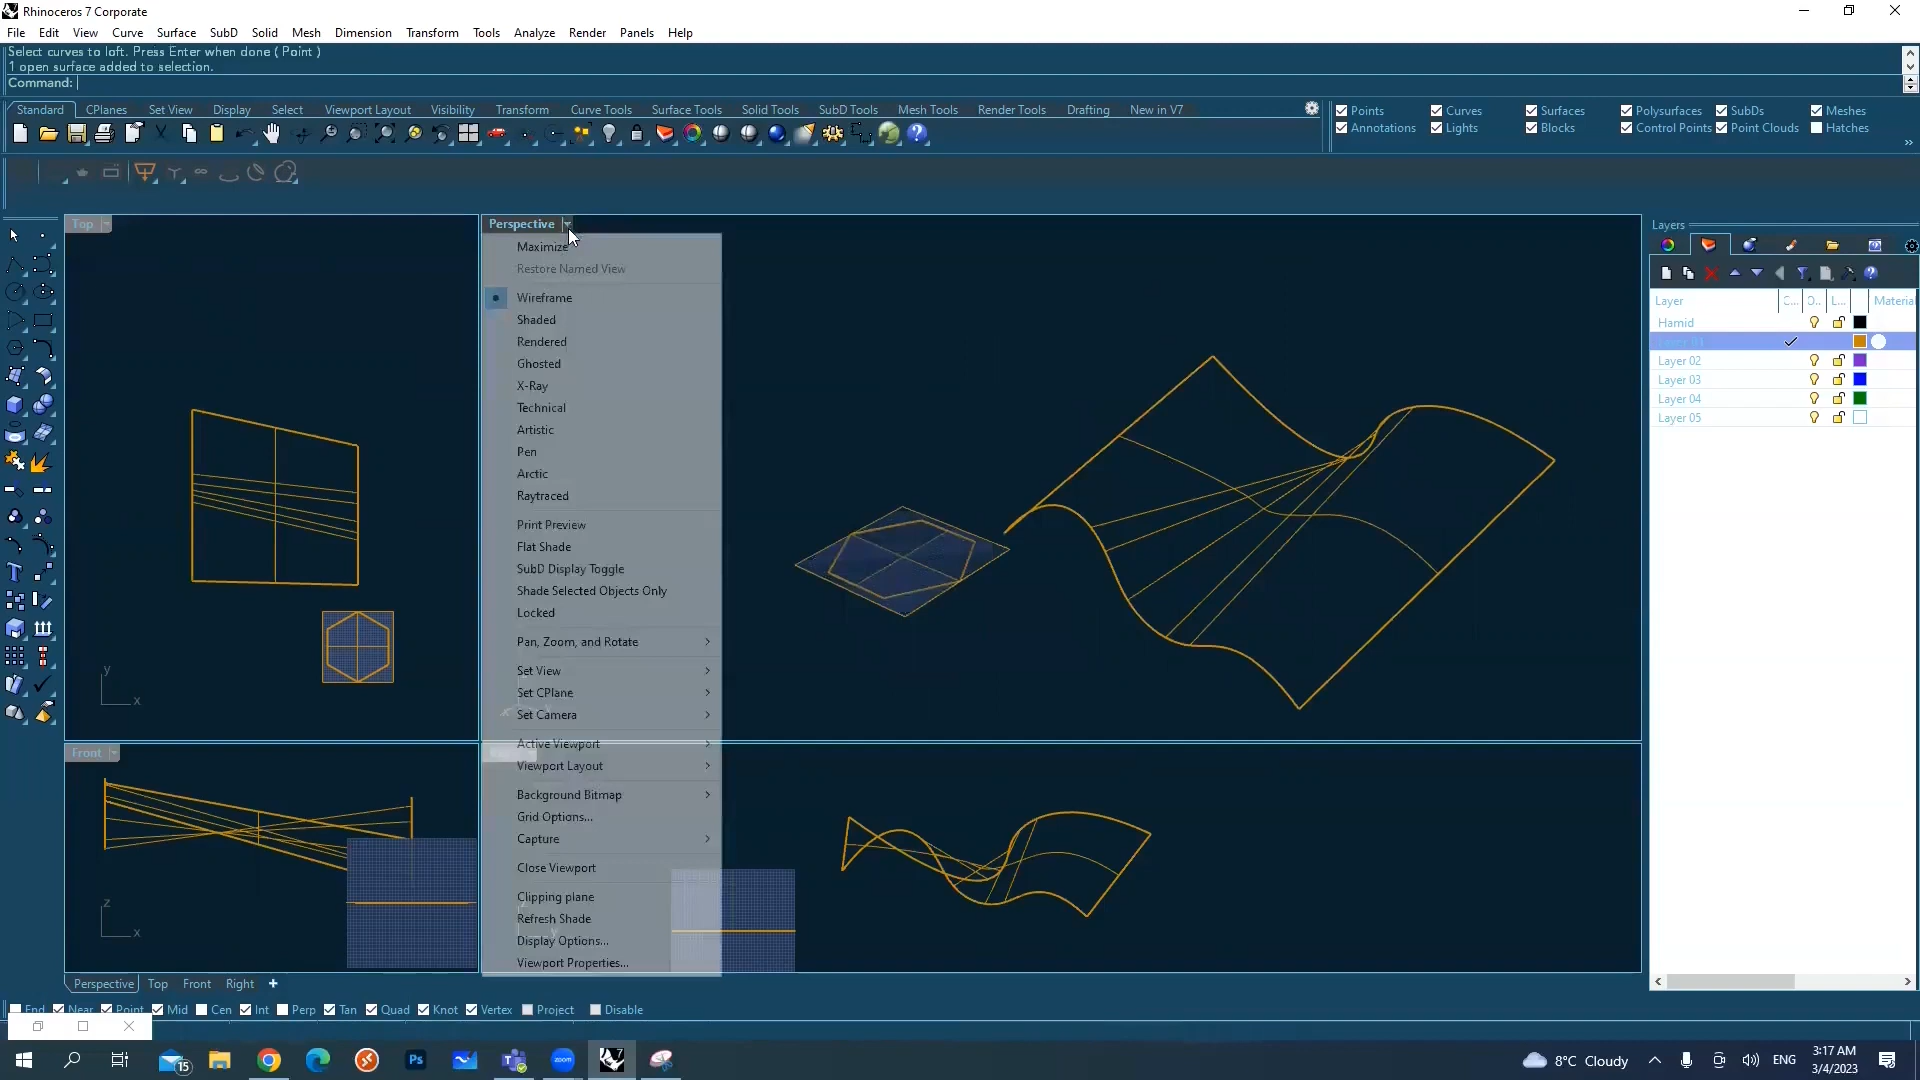 Rhinoceros 7 Corporate
File Edit View Curve Surface SubD Solid Mesh Dimension Transform Tools Analyze Render Panels Help
Select curves to loft. Press Enter when done ( Point )
1 open surface added to selection.
Command:
Standard CPlanes Set View Display Select Viewport Layout Visibility Transform Curve Tools Surface Tools Solid Tools SubD Tools Mesh Tools Render Tools Drafting New in V7
Points Curves Surfaces Polysurfaces SubDs Meshes
Annotations Lights Blocks Control Points Point Clouds Hatches
Top
Perspective
Layers
Maximize
Restore Named View
Wireframe
Shaded
Rendered
Ghosted
X-Ray
Technical
Artistic
Pen
Arctic
Raytraced
Print Preview
Flat Shade
SubD Display Toggle
Shade Selected Objects Only
Locked
Pan, Zoom, and Rotate
Set View
Set CPlane
Set Camera
Active Viewport
Viewport Layout
Background Bitmap
Grid Options...
Capture
Close Viewport
Clipping plane
Refresh Shade
Display Options...
Viewport Properties...
Layer C... O.. L... Material
Hamid
Layer 02
Layer 03
Layer 04
Layer 05
y
x
Front
z
x
Perspective Top Front Right
End Near Point Mid Cen Int Perp Tan Quad Knot Vertex Project Disable
15
Ps
zoom
7
8°C Cloudy
ENG
3:17 AM
3/4/2023